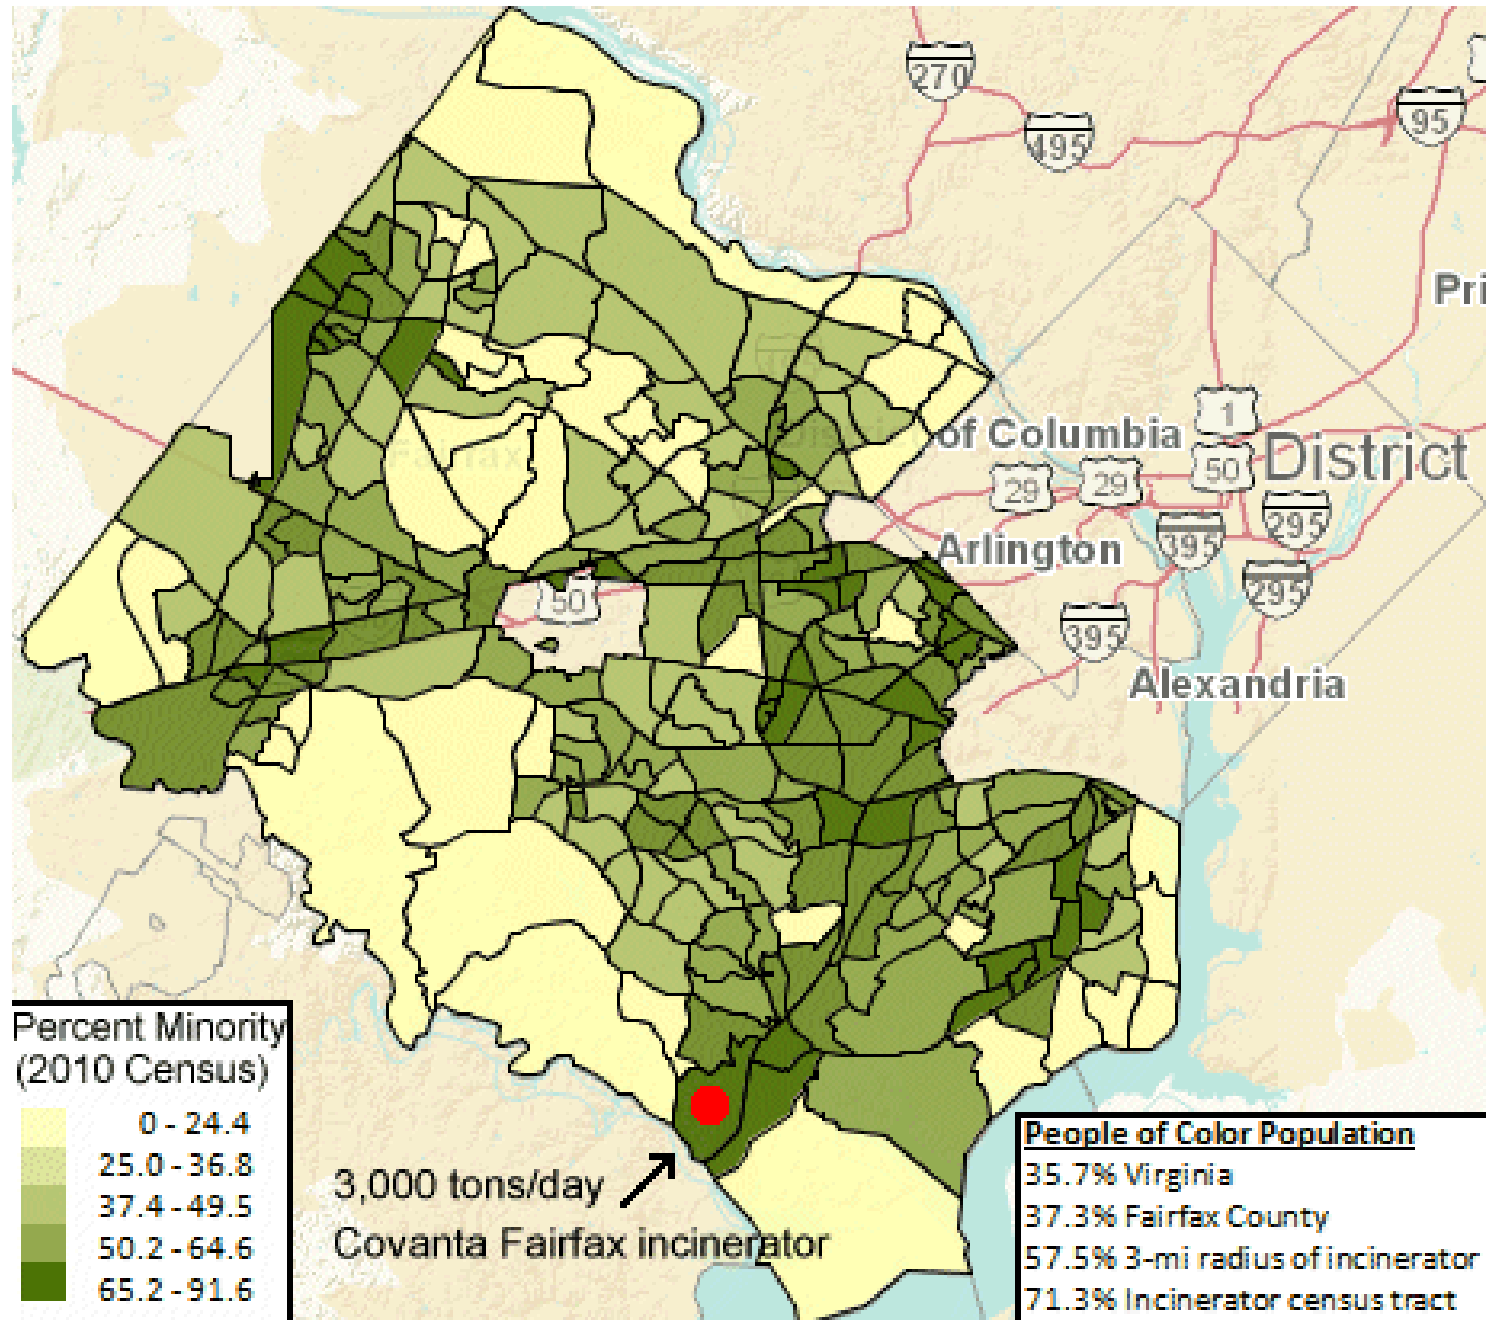 270
495
95
Pri
1
of Columbia
District
50
29
29
295
Arlington
395
295
50
395
Alexandria
Fairfax
Percent Minority
(2010 Census)
0 - 24.4
25.0 - 36.8
37.4 - 49.5
50.2 - 64.6
65.2 - 91.6
3,000 tons/day
Covanta Fairfax incinerator
People of Color Population
35.7% Virginia
37.3% Fairfax County
57.5% 3-mi radius of incinerator
71.3% Incinerator census tract